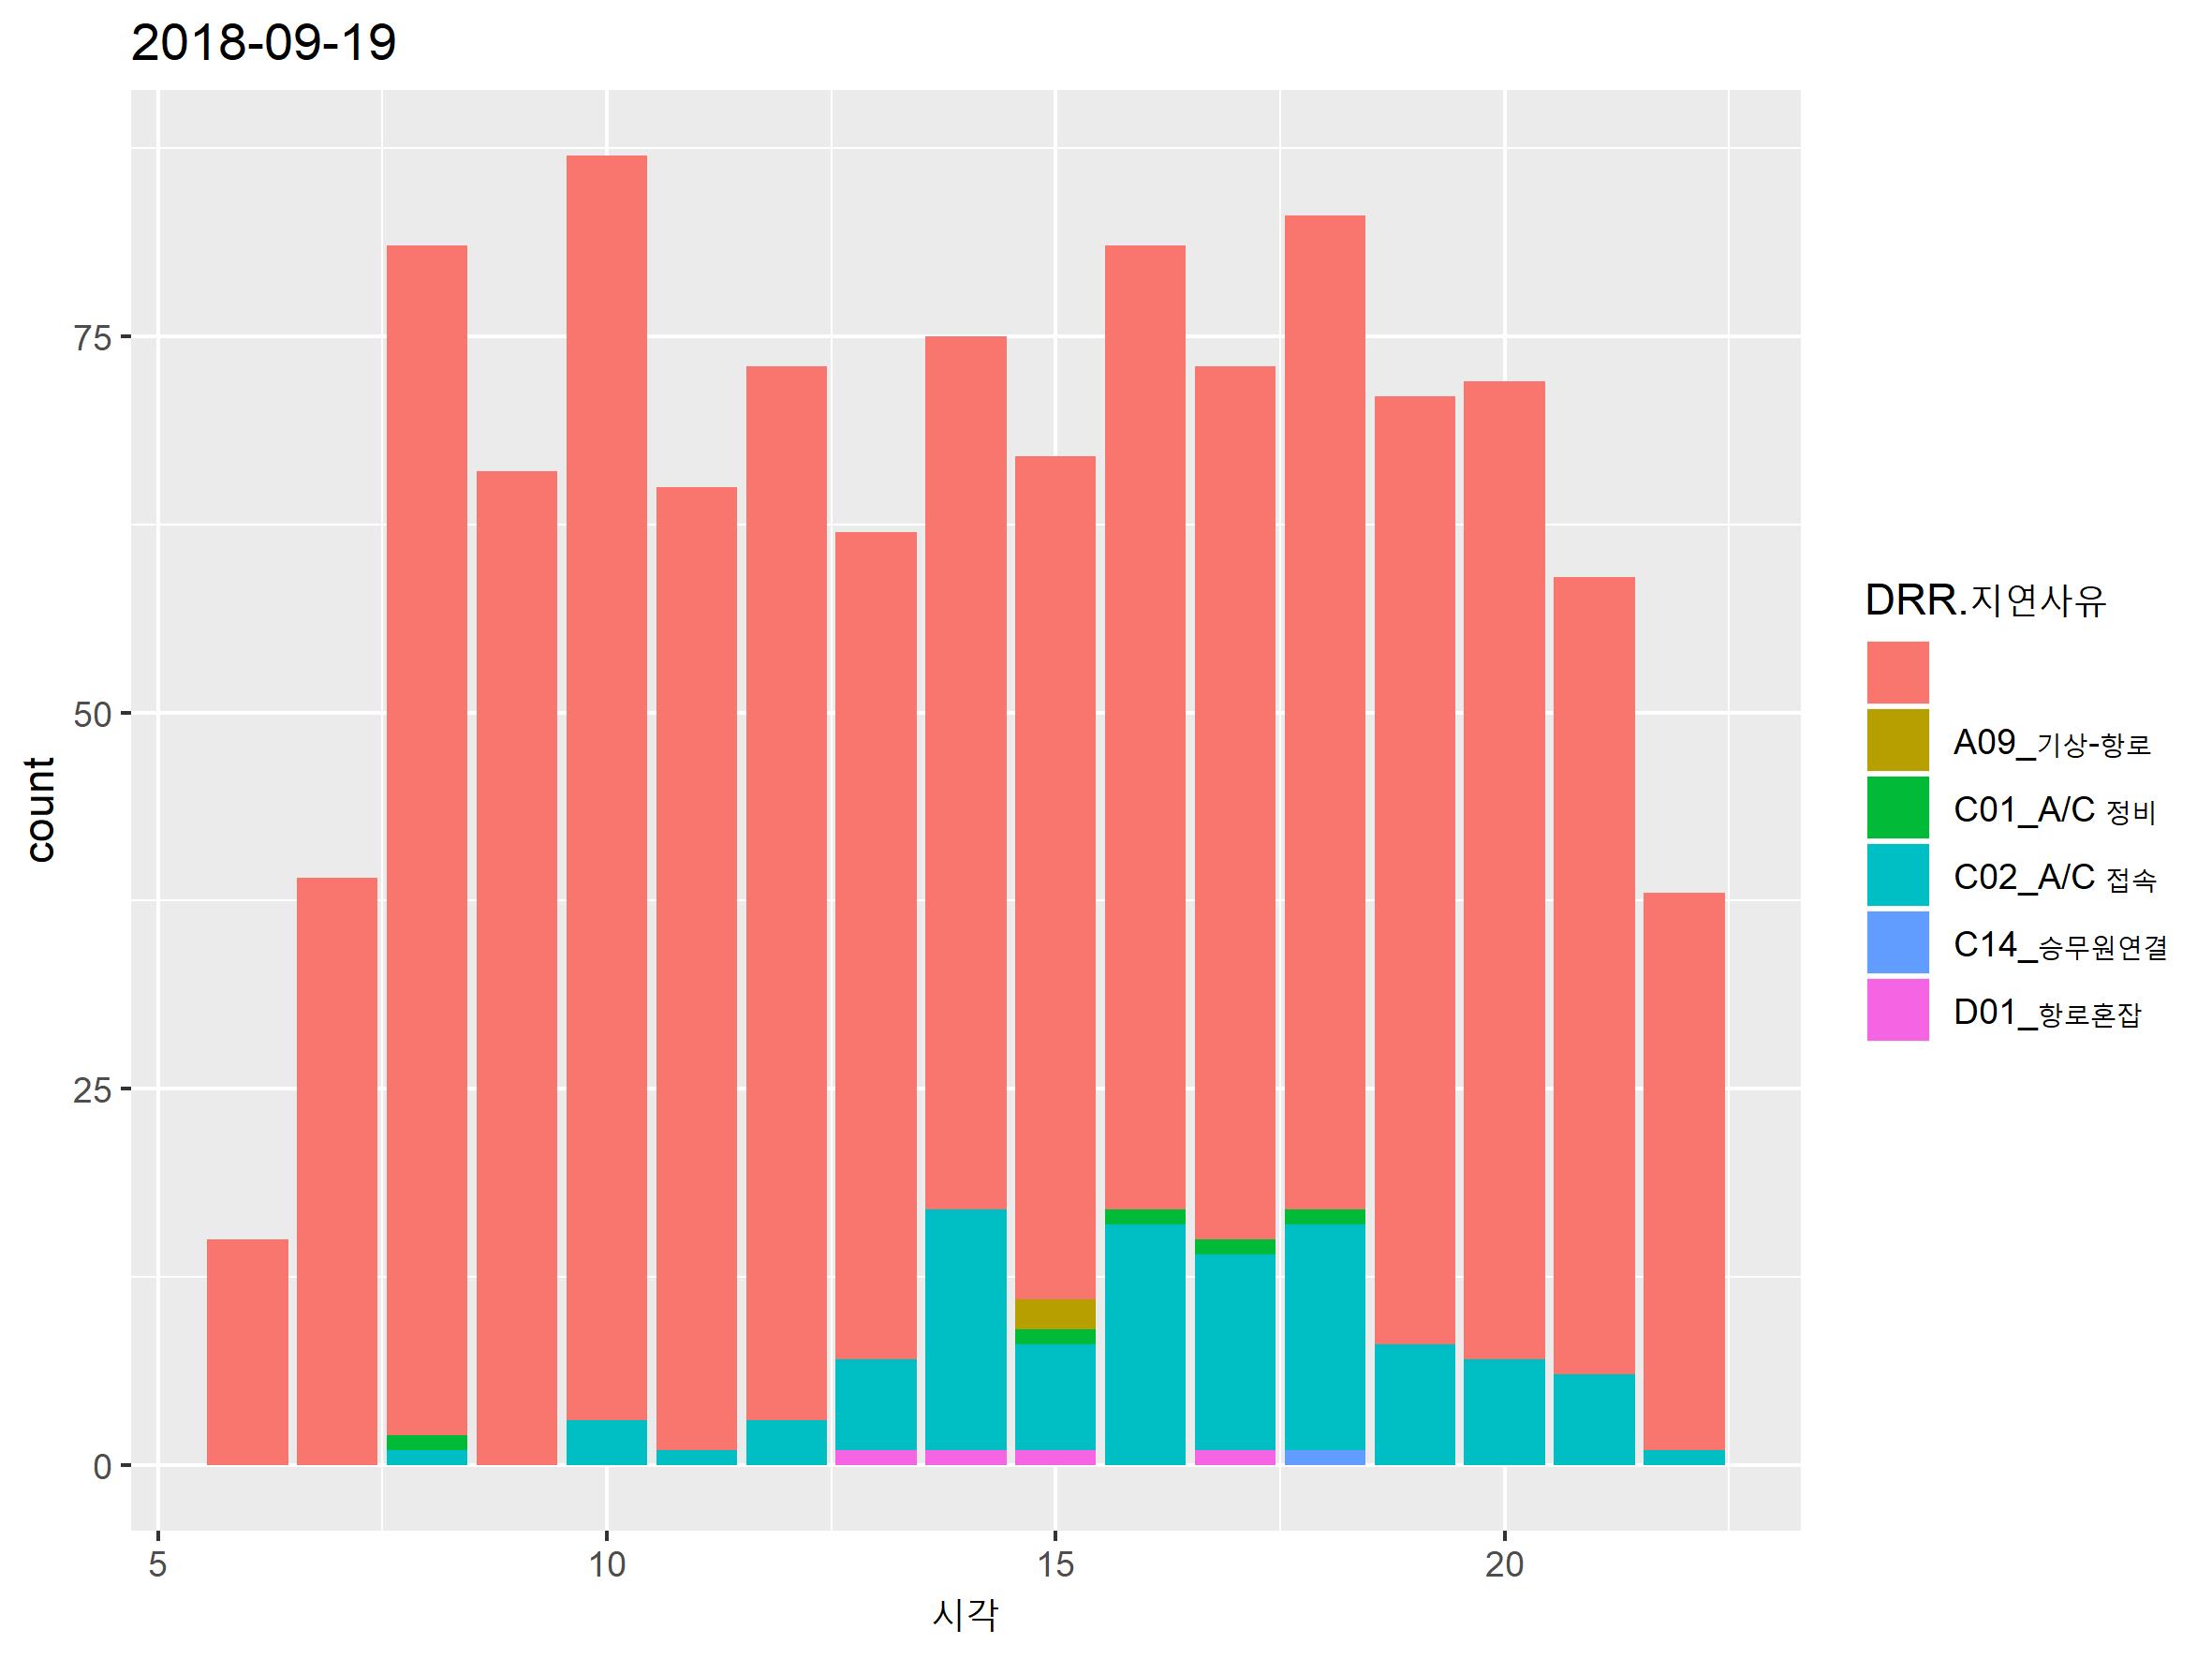 2018-09-19
count
75
50
25
0
5 10 15 20
시각
DRR.지연사유
A09_기상-항로
C01_A/C 정비
C02_A/C 접속
C14_승무원연결
D01_항로혼잡